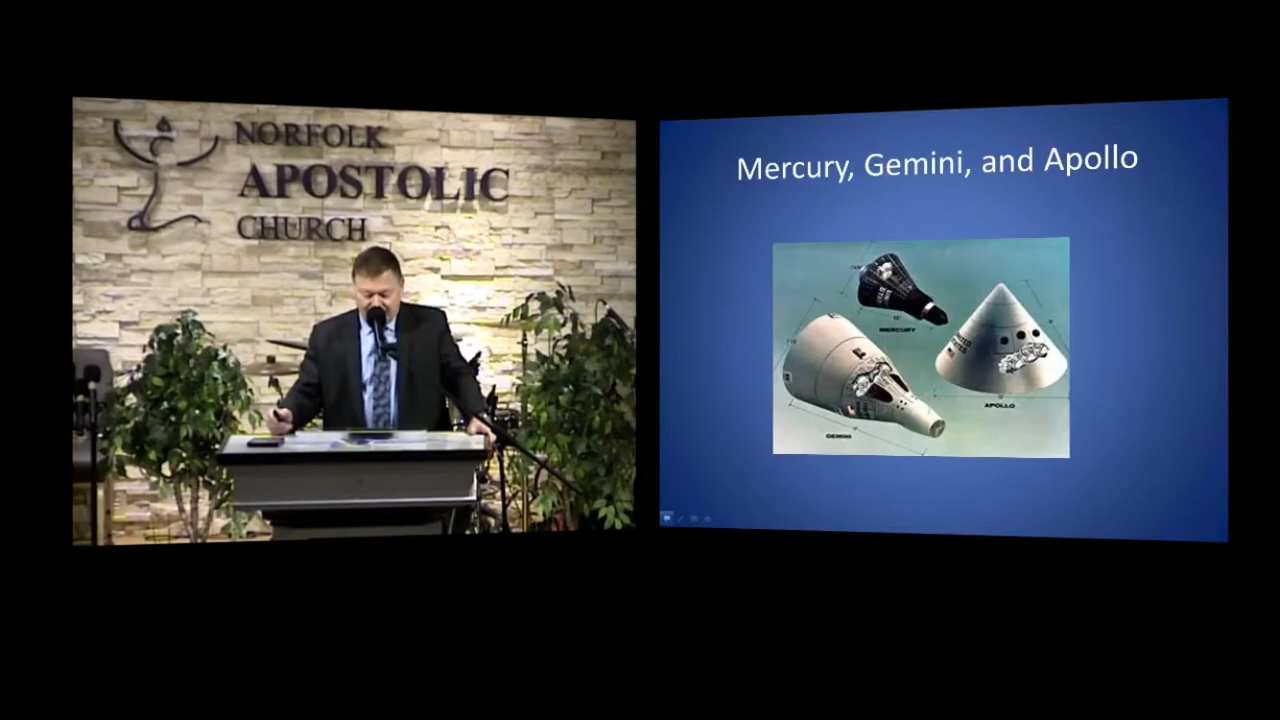 NORFOLK
APOSTOLIC
CHURCH
Mercury, Gemini, and Apollo
MERCURY
APOLLO
GEMINI